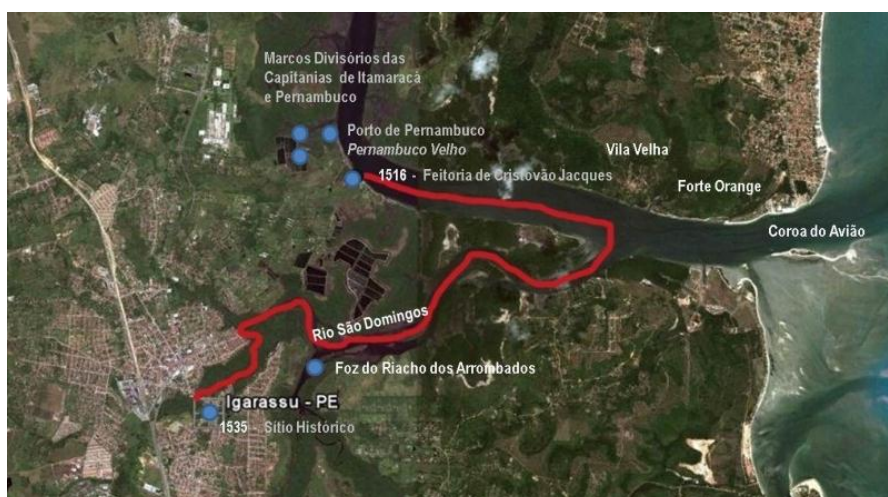 Marcos Divisórios das
Capitanias de Itamaracá
e Pernambuco
Porto de Pernambuco
Pernambuco Velho
1516 - Feitoria de Cristovão Jacques
Vila Velha
Forte Orange
Coroa do Avião
Rio São Domingos
Foz do Riacho dos Arrombados
Igarassu - PE
1535 - Sítio Histórico